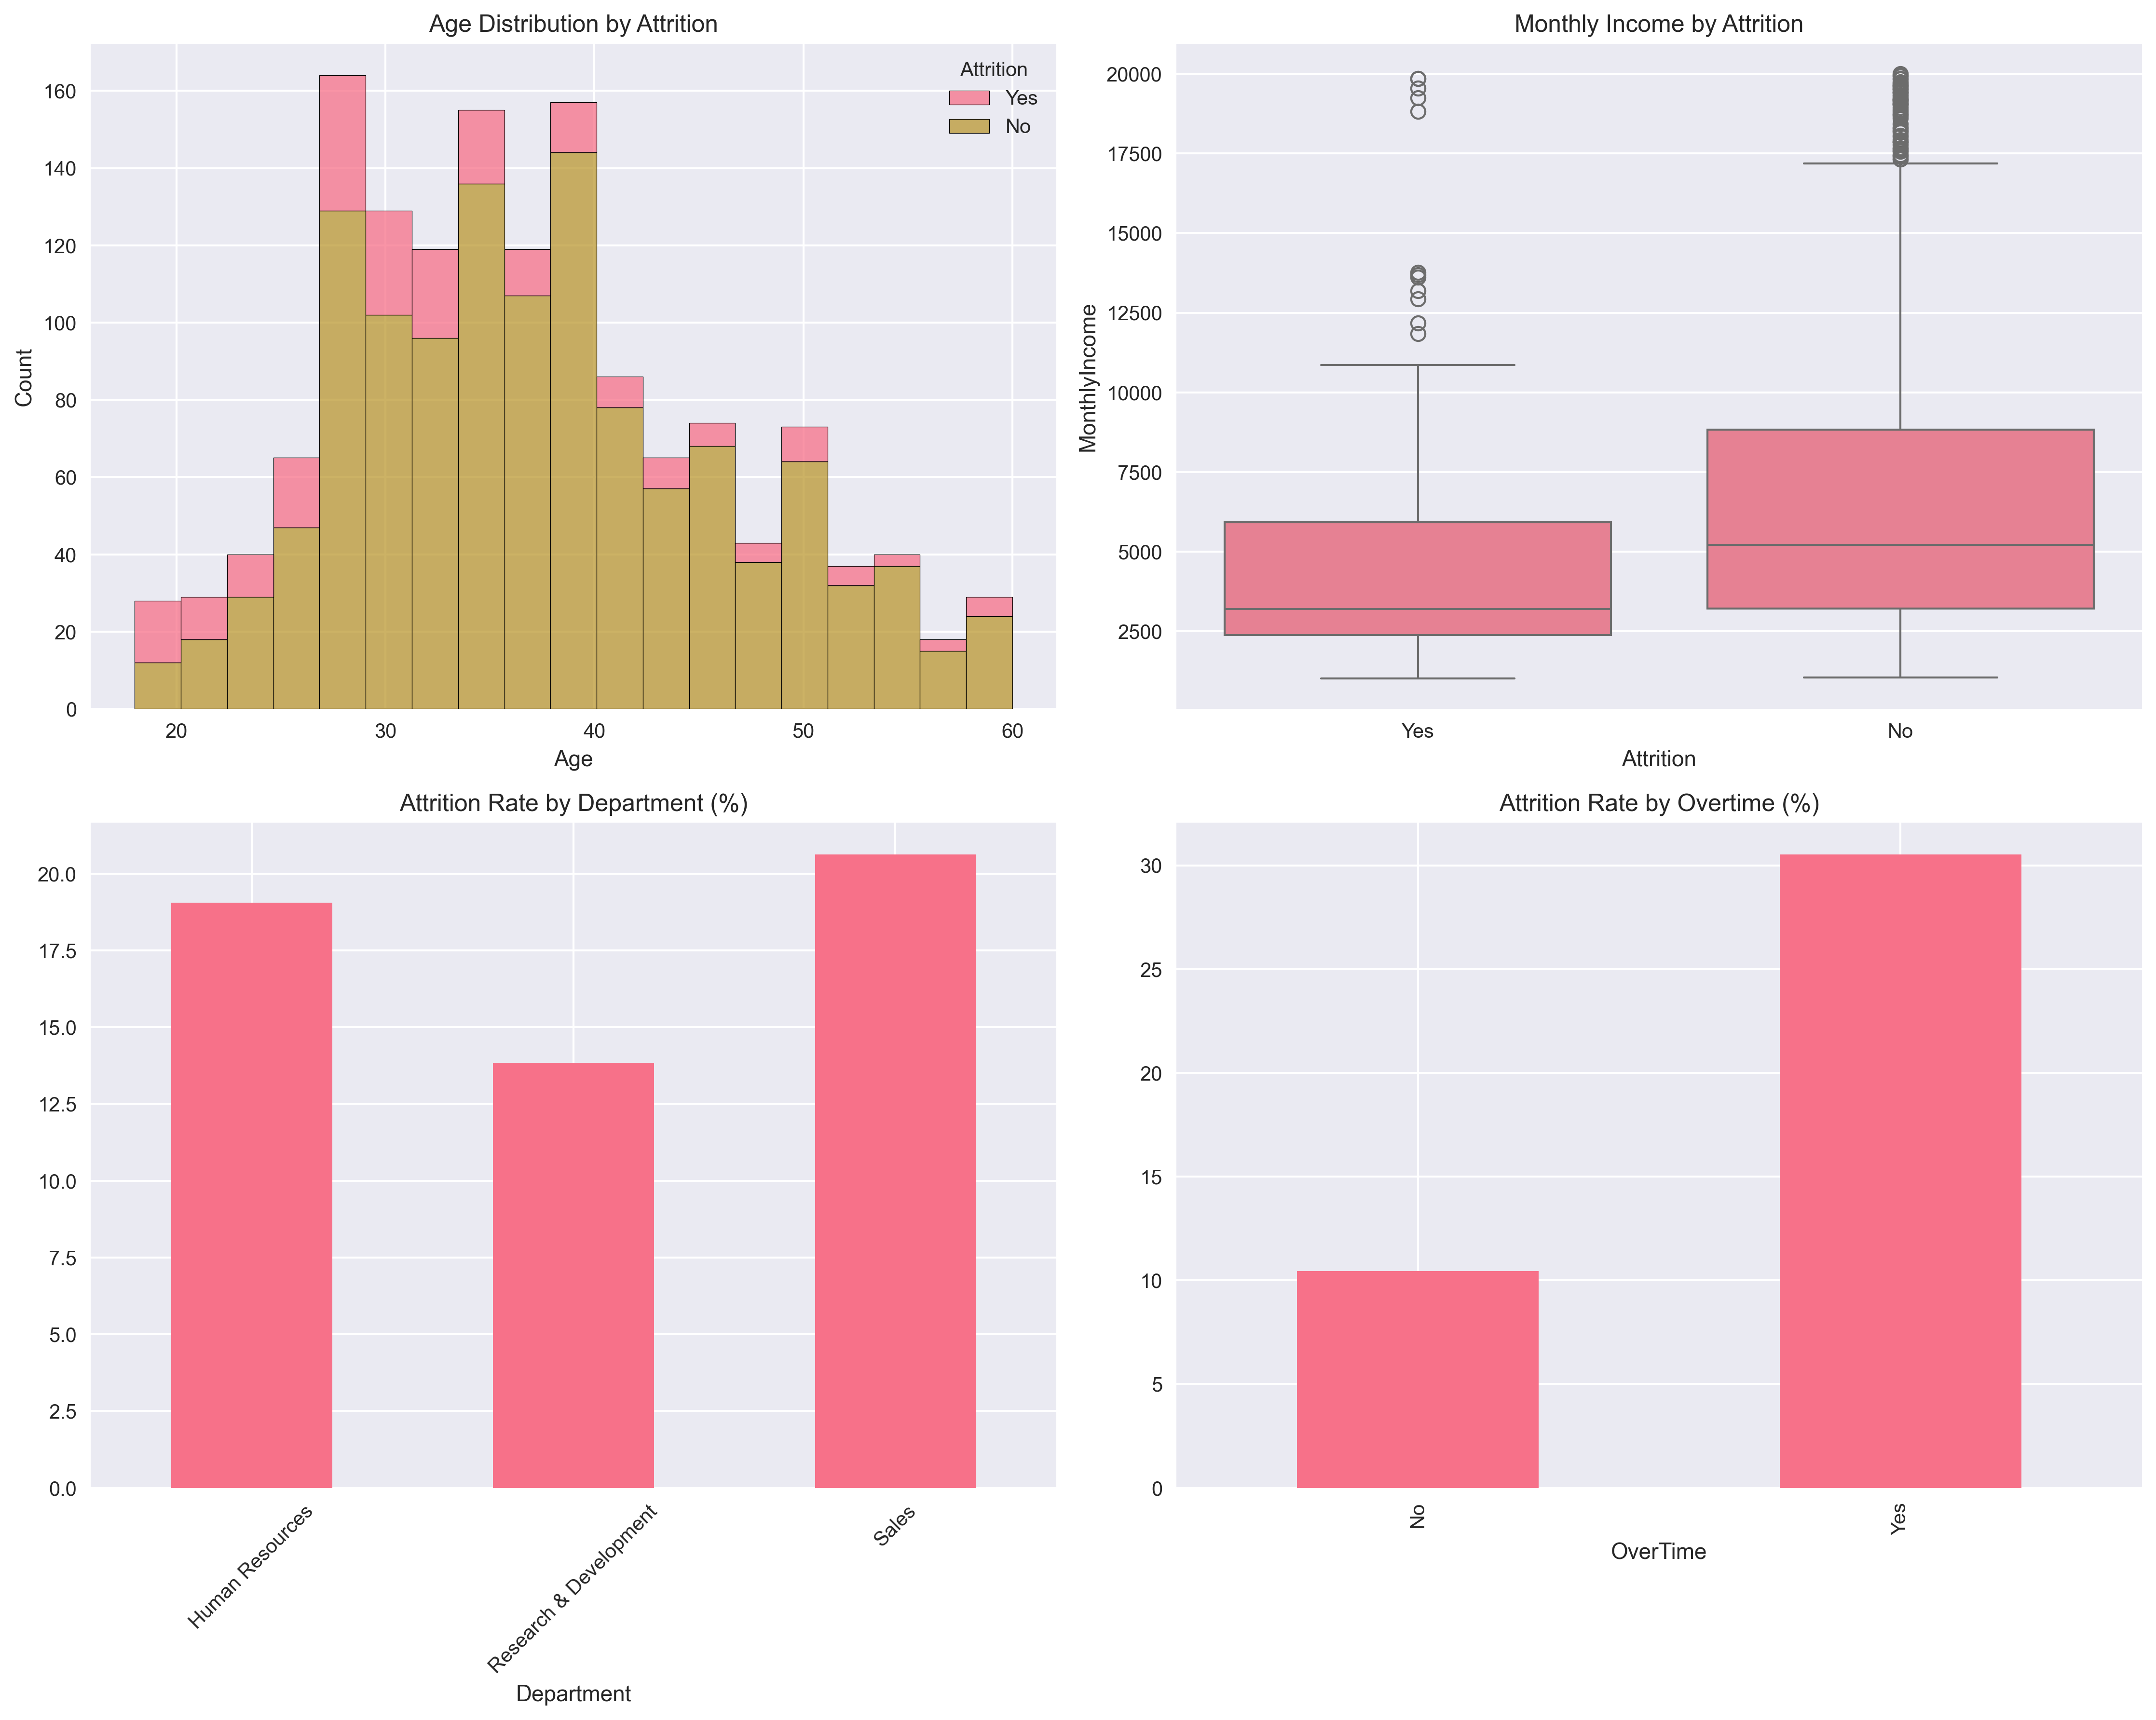 Age Distribution by Attrition
160
140
120
100
80
60
40
20
0
Count
Attrition
Yes
No
20
30
40
50
60
Age
Monthly Income by Attrition
20000
17500
15000
12500
10000
7500
5000
2500
MonthlyIncome
Yes
No
Attrition
Attrition Rate by Department (%)
20.0
17.5
15.0
12.5
10.0
7.5
5.0
2.5
0.0
Human Resources
Research & Development
Sales
Department
Attrition Rate by Overtime (%)
30
25
20
15
10
5
0
No
Yes
OverTime